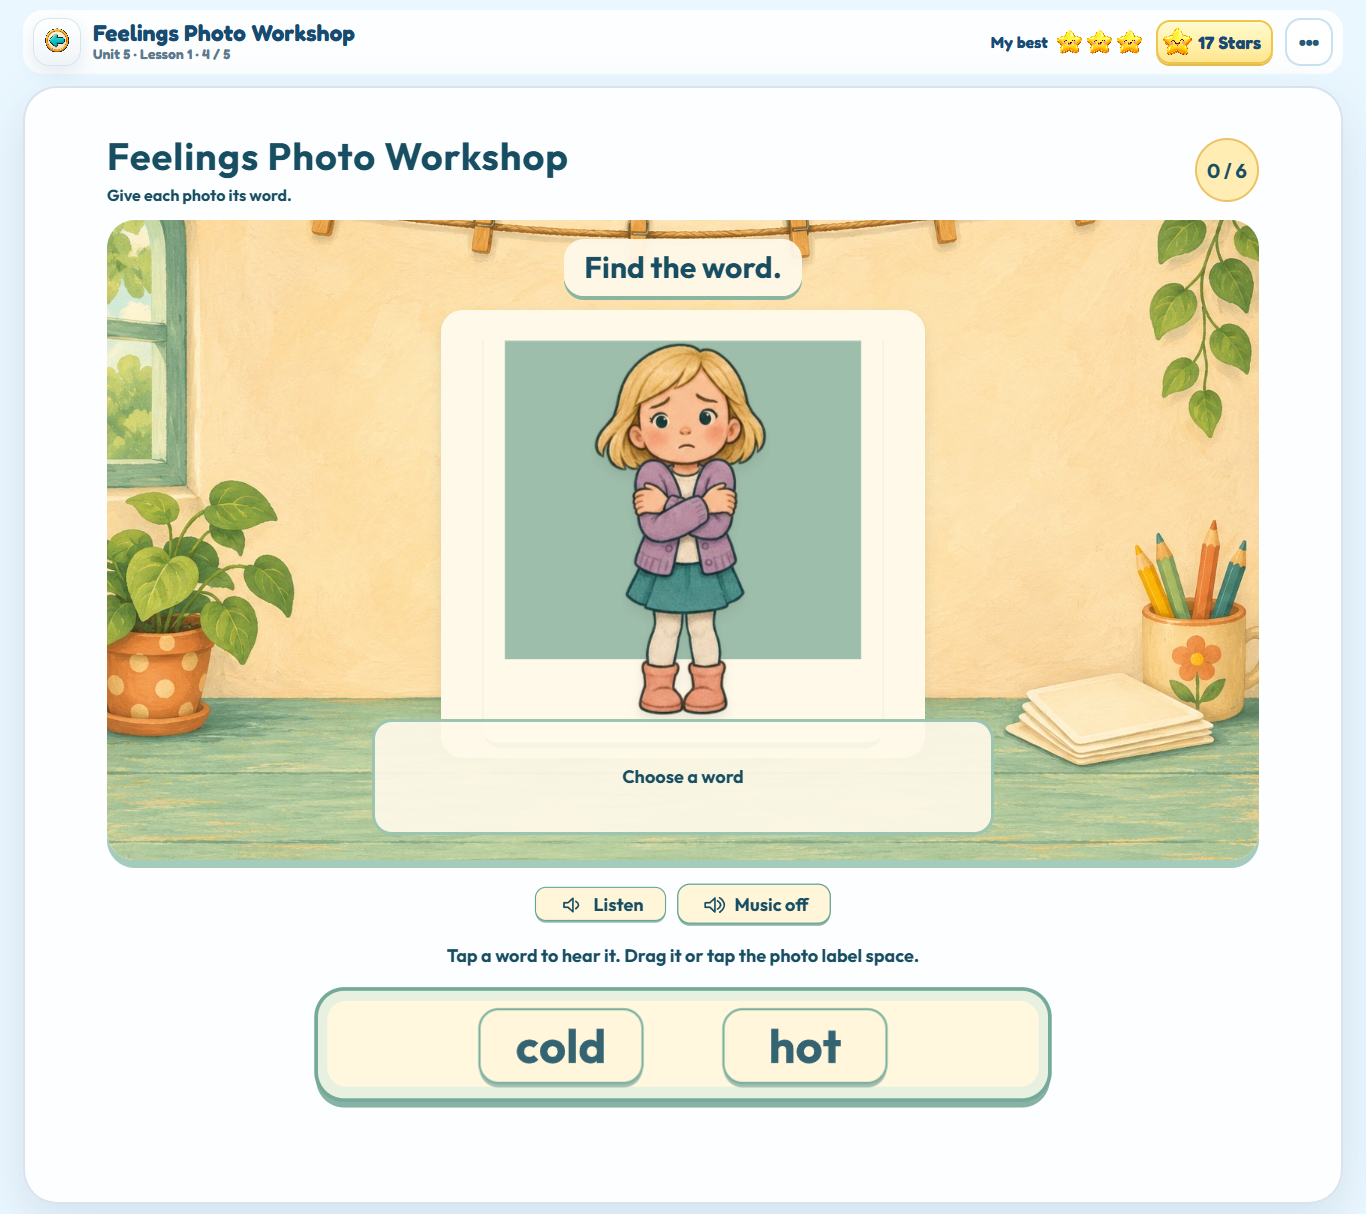 Feelings Photo Workshop
Unit 5 · Lesson 1 · 4 / 5
My best
17 Stars
Feelings Photo Workshop
Give each photo its word.
0 / 6
Find the word.
Choose a word
Listen
Music off
Tap a word to hear it. Drag it or tap the photo label space.
cold
hot